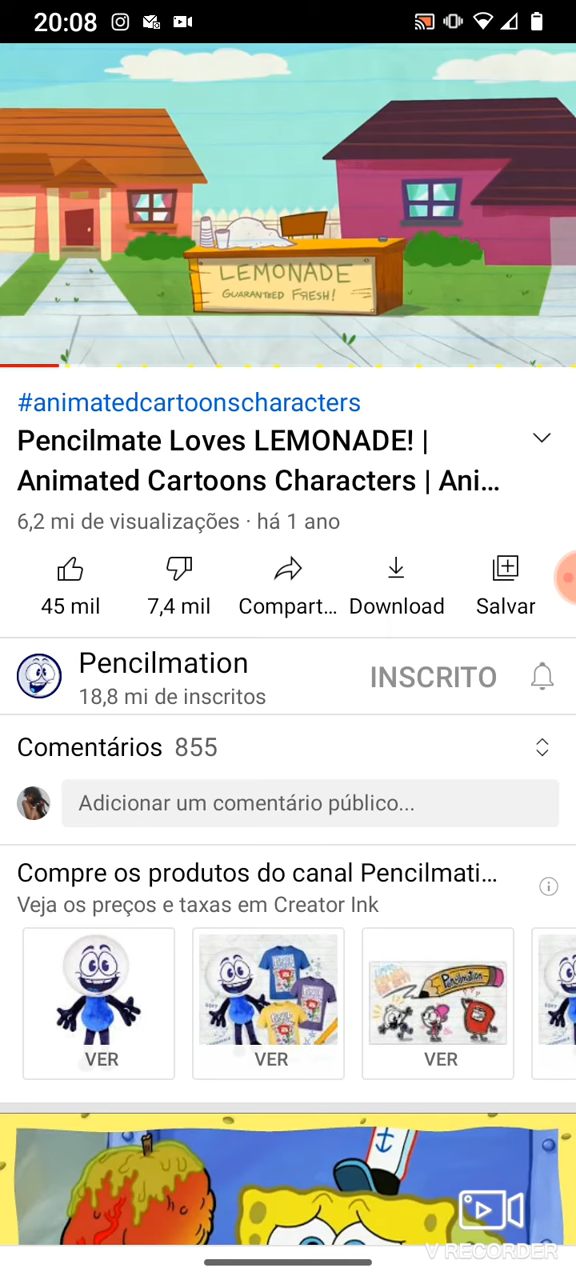 20:08
LEMONADE
GUARANTEED FRESH!
#animatedcartoonscharacters
Pencilmate Loves LEMONADE! |
Animated Cartoons Characters | Ani...
6,2 mi de visualizações · há 1 ano
45 mil
7,4 mil
Compart...
Download
Salvar
Pencilmation
18,8 mi de inscritos
INSCRITO
Comentários 855
Adicionar um comentário público...
Compre os produtos do canal Pencilmati...
Veja os preços e taxas em Creator Ink
Pencilmation
VER
VER
VER
V RECORDER